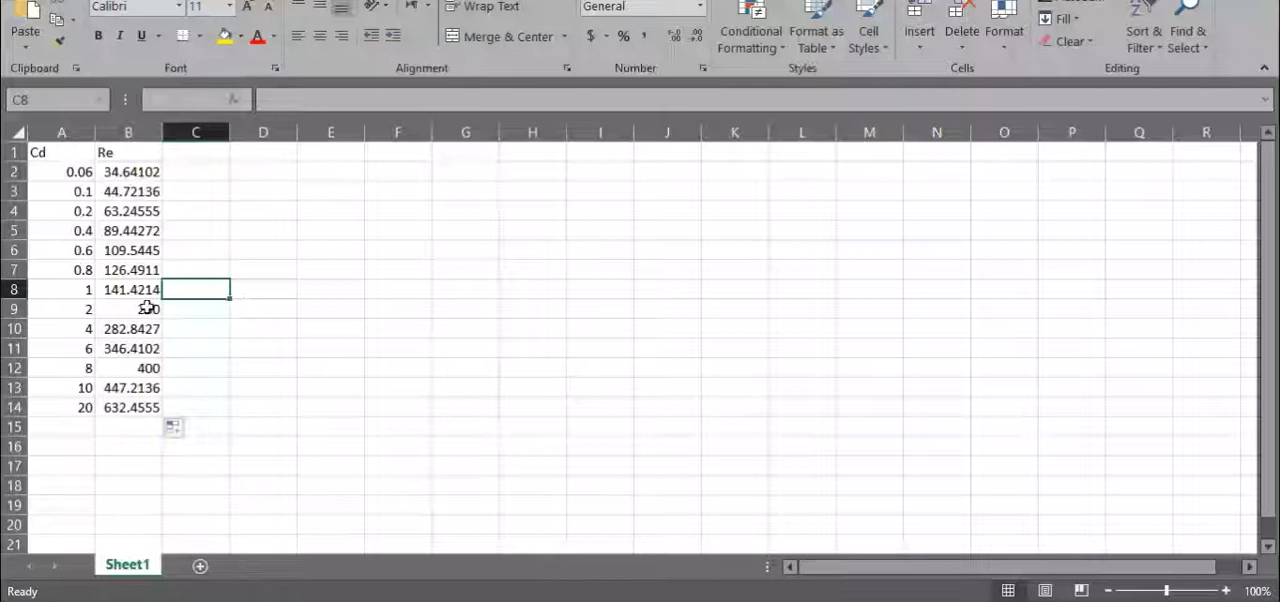 Calibri 11
Wrap Text
General
Paste
B I U A
Merge & Center
$ % ,
Conditional Formatting
Format as Table
Cell Styles
Insert
Delete
Format
Fill
Clear
Sort & Filter
Find & Select
Clipboard
Font
Alignment
Number
Styles
Cells
Editing
C8
fx
A B C D E F G H I J K L M N O P Q R
1 Cd Re
2 0.06 34.64102
3 0.1 44.72136
4 0.2 63.24555
5 0.4 89.44272
6 0.6 109.5445
7 0.8 126.4911
8 1 141.4214
9 2
10 4 282.8427
11 6 346.4102
12 8 400
13 10 447.2136
14 20 632.4555
15
16
17
18
19
20
21
Sheet1
Ready
100%